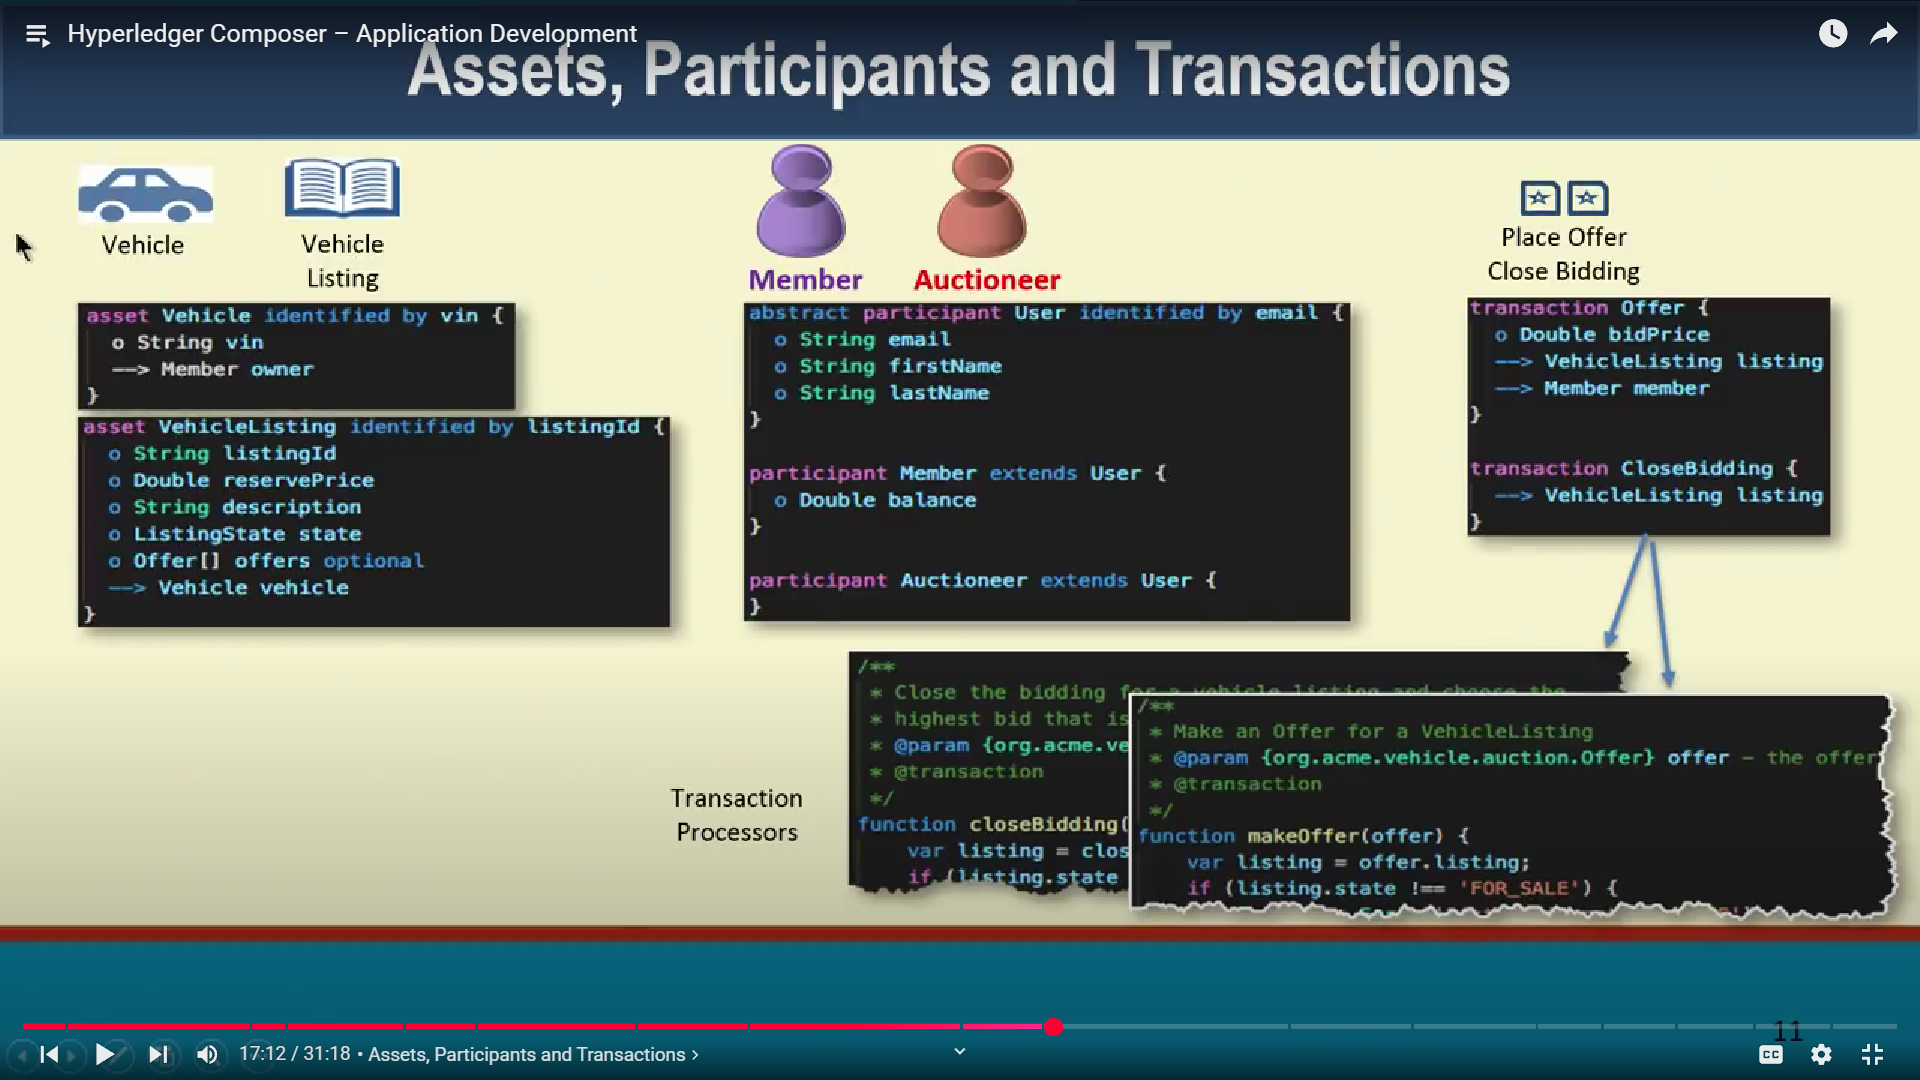 Hyperledger Composer – Application Development
Assets, Participants and Transactions
Vehicle
Vehicle
Listing
asset Vehicle identified by vin {
o String vin
--> Member owner
}
asset VehicleListing identified by listingId {
o String listingId
o Double reservePrice
o String description
o ListingState state
o Offer[] offers optional
--> Vehicle vehicle
}
Member
Auctioneer
abstract participant User identified by email {
o String email
o String firstName
o String lastName
}
participant Member extends User {
o Double balance
}
participant Auctioneer extends User {
}
Place Offer
Close Bidding
transaction Offer {
o Double bidPrice
--> VehicleListing listing
--> Member member
}
transaction CloseBidding {
--> VehicleListing listing
}
Transaction
Processors
/**
* Close the bidding for a vehicle listing and choose the
* highest bid that is
* @param {org.acme.ve
* @transaction
*/
function closeBidding(
var listing = clos
if (listing.state
/**
* Make an Offer for a VehicleListing
* @param {org.acme.vehicle.auction.Offer} offer - the offer
* @transaction
*/
function makeOffer(offer) {
var listing = offer.listing;
if (listing.state !== 'FOR_SALE') {
11
17:12 / 31:18 • Assets, Participants and Transactions ›
CC